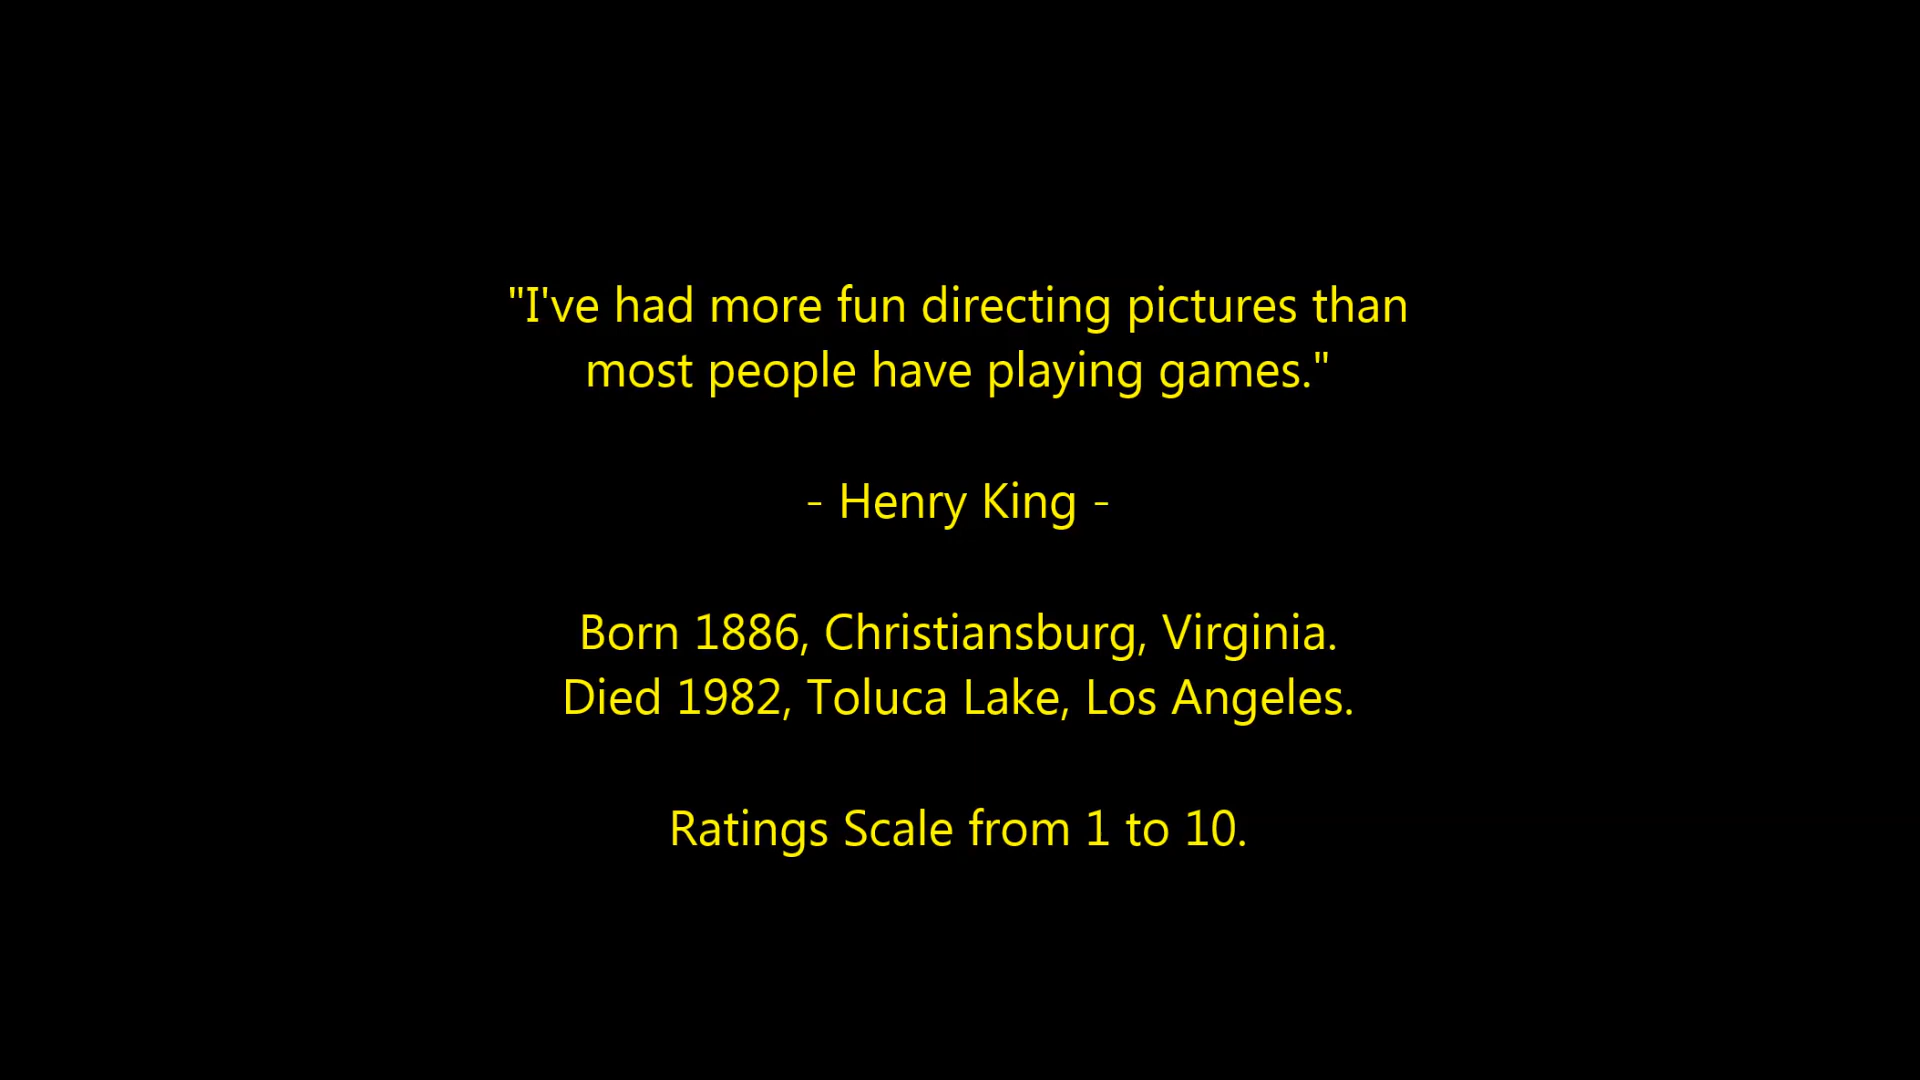 "I've had more fun directing pictures than
most people have playing games."
- Henry King -
Born 1886, Christiansburg, Virginia.
Died 1982, Toluca Lake, Los Angeles.
Ratings Scale from 1 to 10.